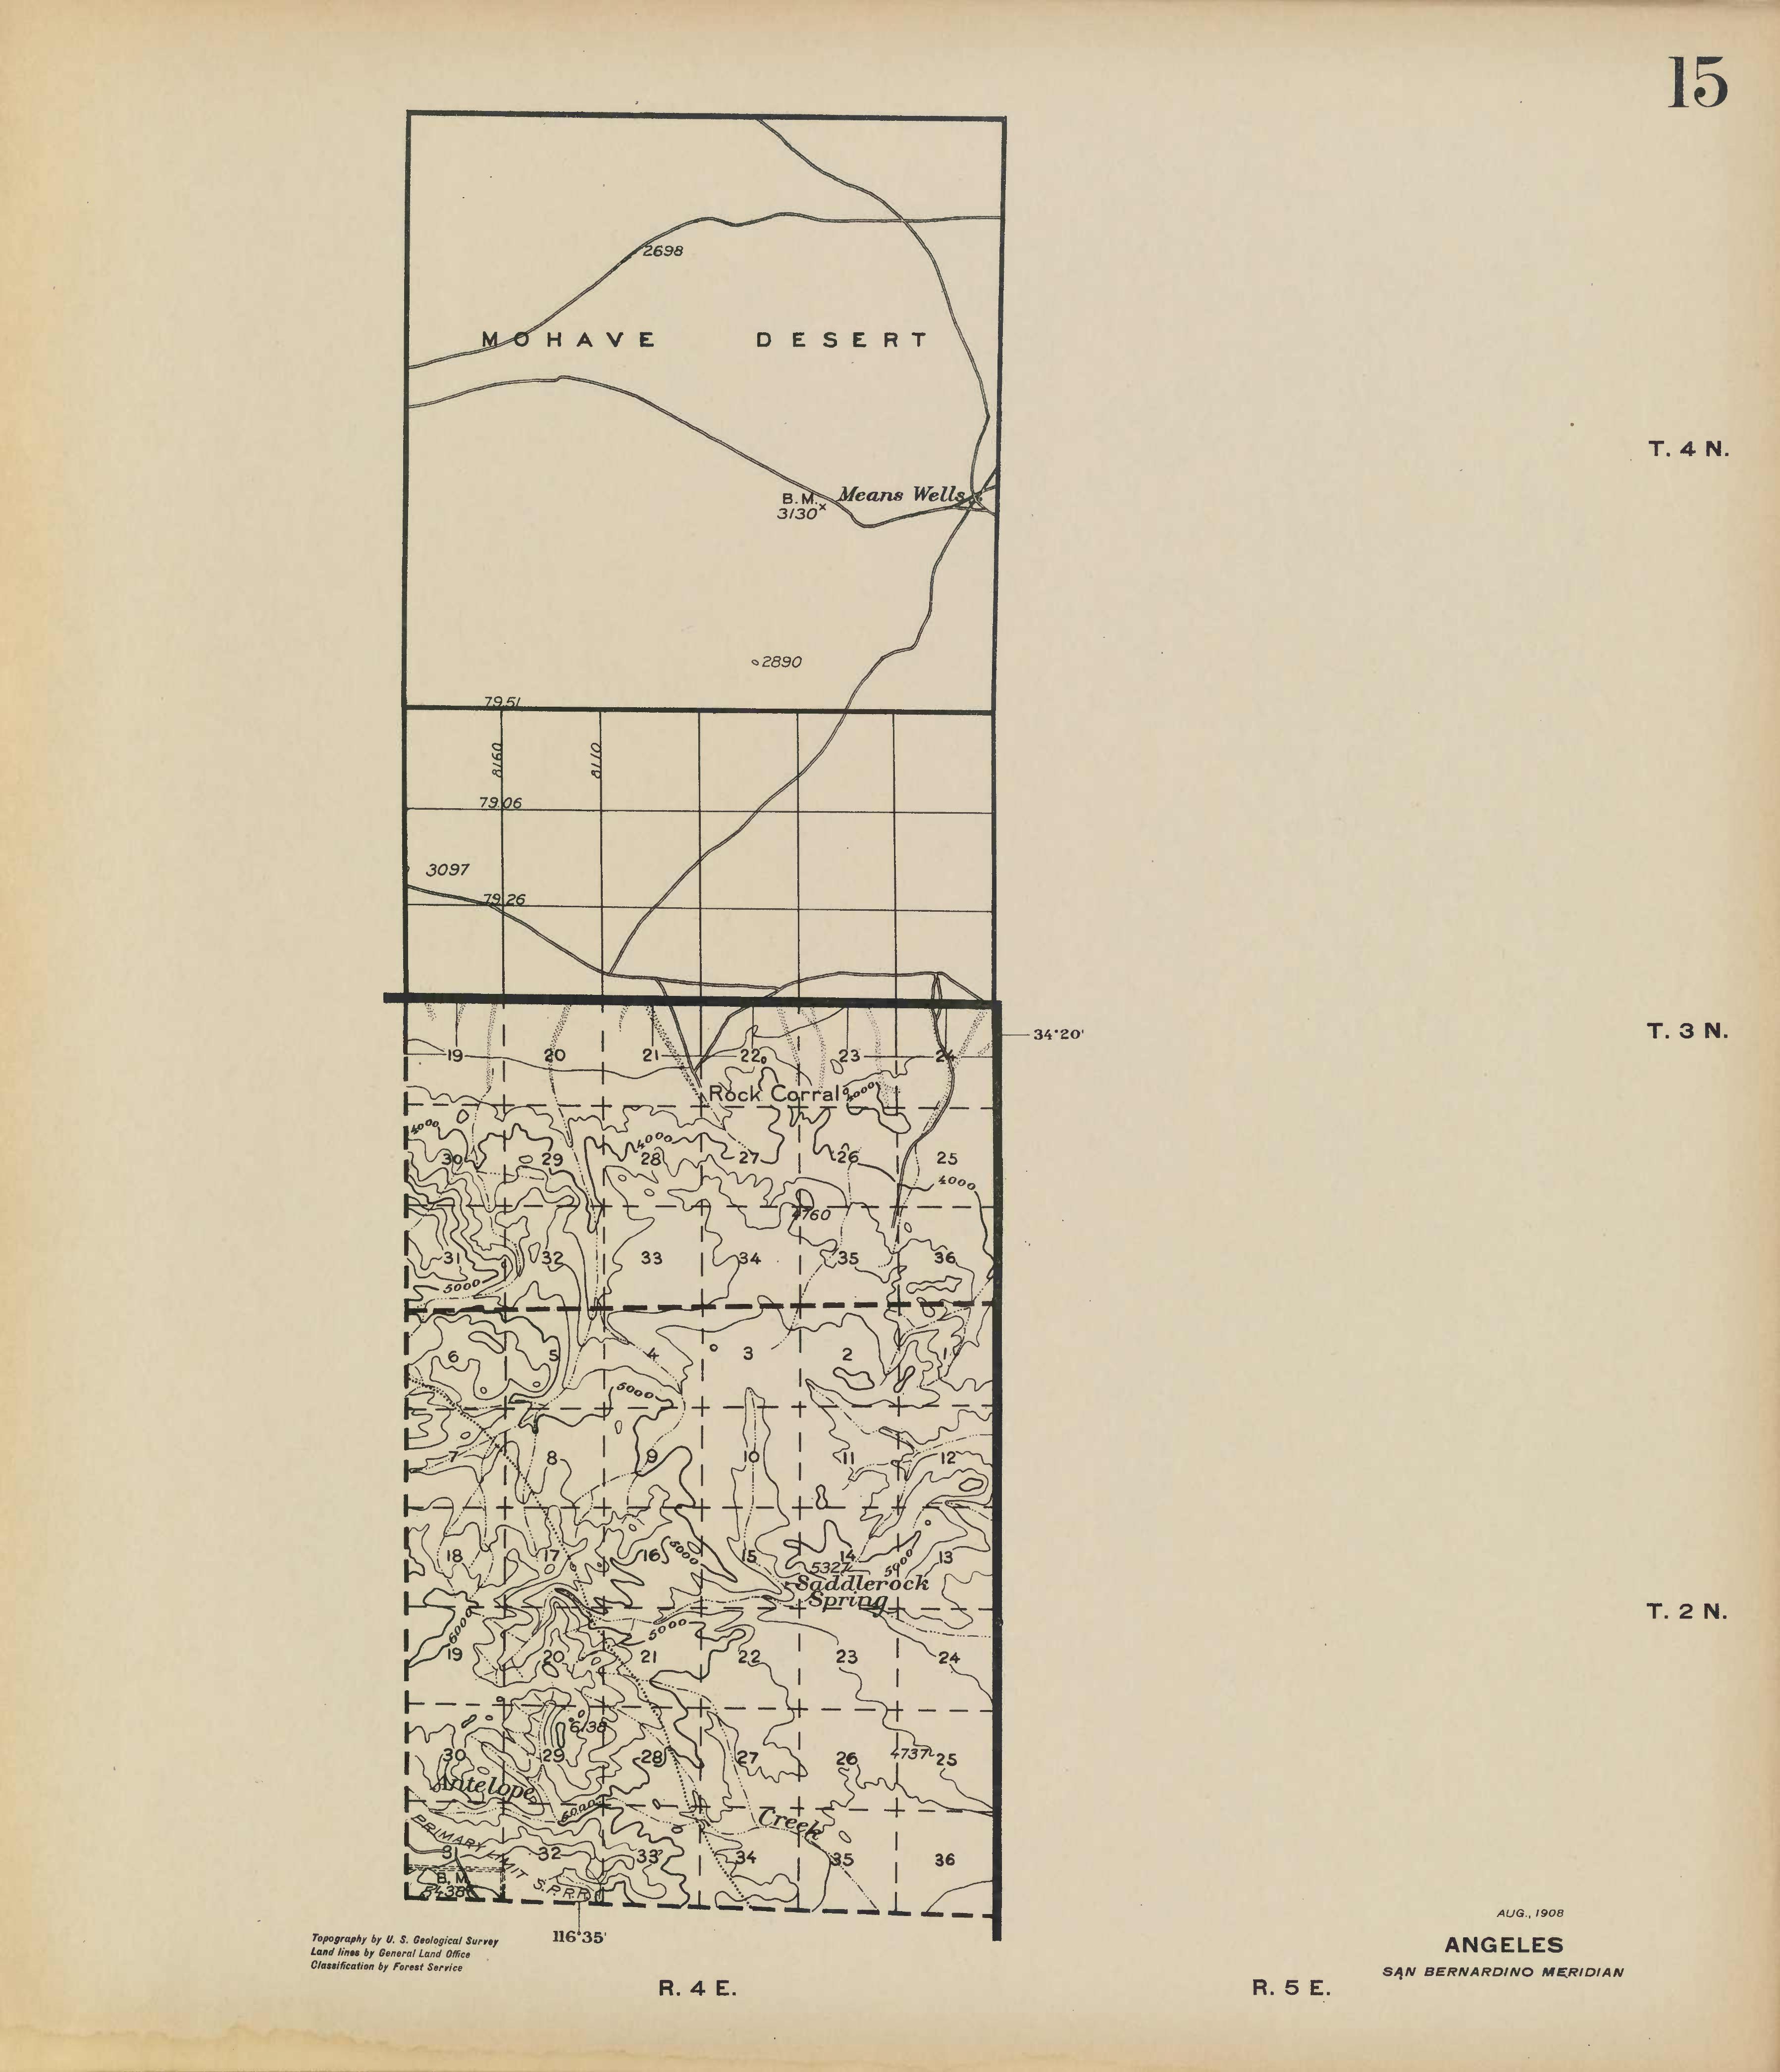 15
2698
MOHAVE DESERT
T. 4 N.
B.M. Means Wells
3130
2890
79.51
8160
8110
79.06
3097
79.26
34°20'
T. 3 N.
19 20 21 22 23 24
Rock Corral 4000
4000 4000
30 29 28 27 26 25
4000
4760
31 32 33 34 35 36
5000
6 5 4 3 2 1
5000
7 8 9 10 11 12
18 17 16 5000 15 14 13
5327 5000
Saddlerock
Spring
T. 2 N.
6000 5000
19 20 21 22 23 24
6138
30 29 28 27 26 4737 25
Antelope Creek
6000
PRIMARY LIMIT S.P.R.R.
31 32 33 34 35 36
B.M.
116°35'
Topography by U. S. Geological Survey
Land lines by General Land Office
Classification by Forest Service
AUG., 1908
ANGELES
SAN BERNARDINO MERIDIAN
R. 4 E. R. 5 E.